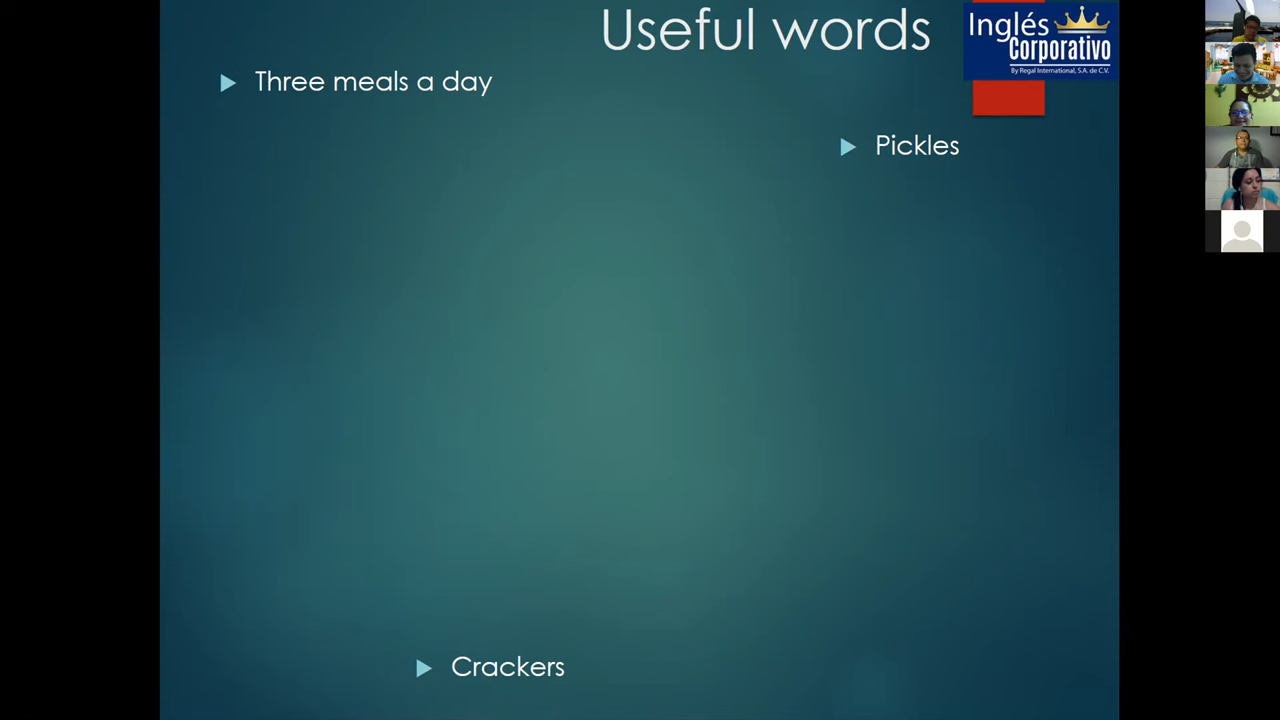 Useful words
Inglés
Corporativo
By Regal International, S.A. de C.V.
Three meals a day
Pickles
Crackers